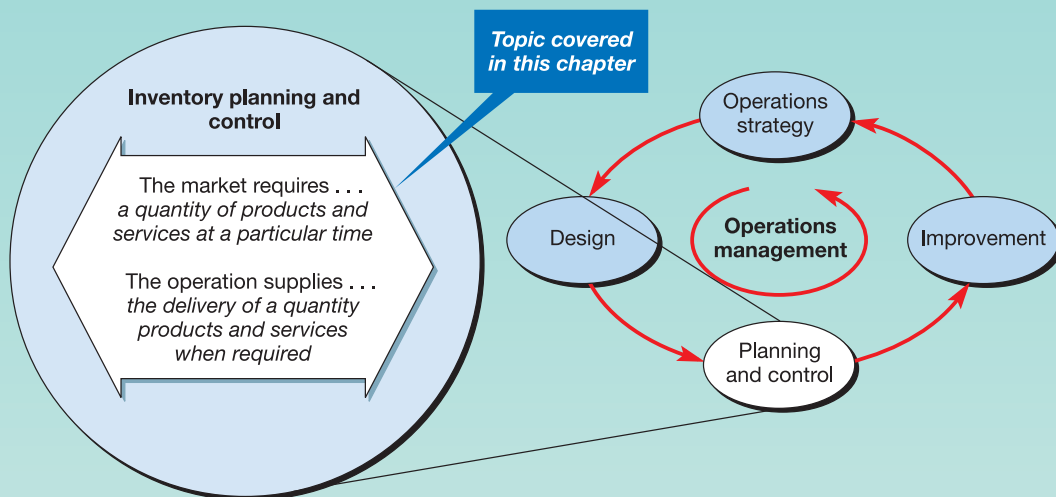 Topic covered
in this chapter
Inventory planning and
control
The market requires . . .
a quantity of products and
services at a particular time
The operation supplies . . .
the delivery of a quantity
products and services
when required
Operations
strategy
Design
Operations
management
Improvement
Planning
and control